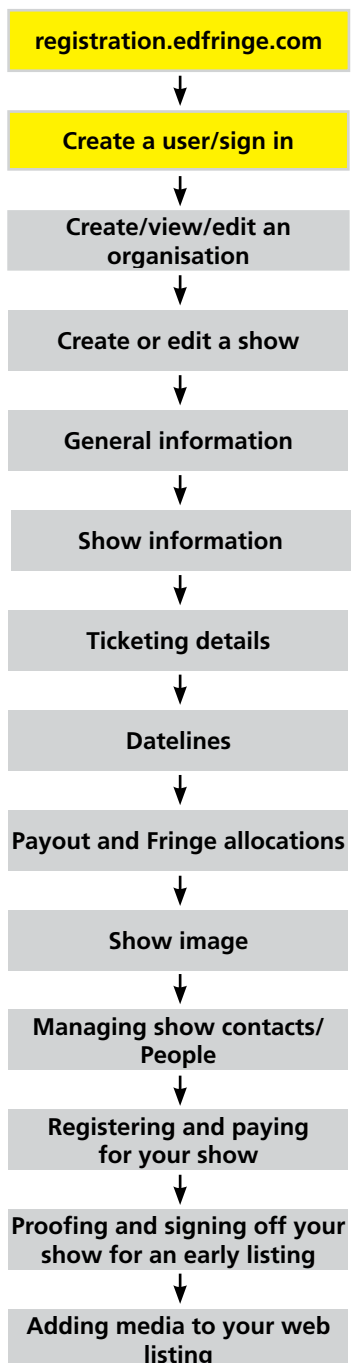 registration.edfringe.com
Create a user/sign in
Create/view/edit an
organisation
Create or edit a show
General information
Show information
Ticketing details
Datelines
Payout and Fringe allocations
Show image
Managing show contacts/
People
Registering and paying
for your show
Proofing and signing off your
show for an early listing
Adding media to your web
listing